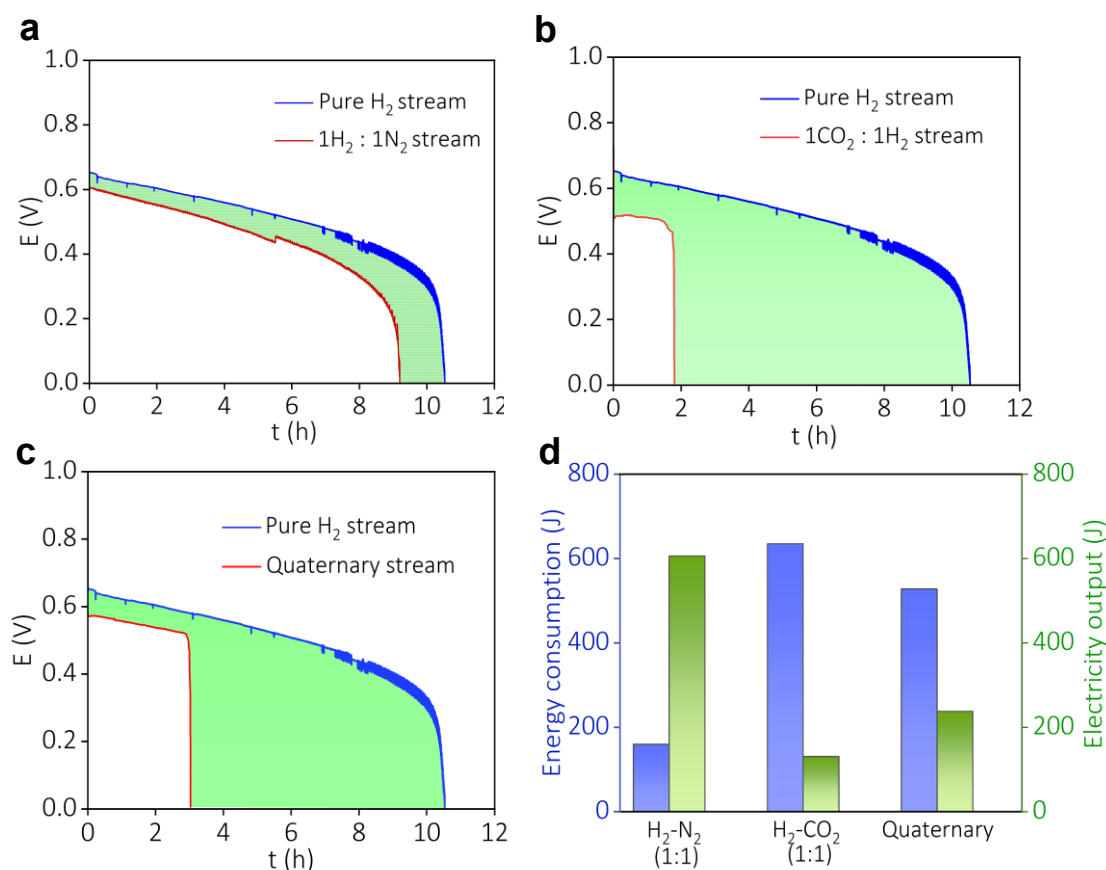 a
1.0
0.8
0.6
0.4
0.2
0.0
E (V)
Pure H₂ stream
1H₂ : 1N₂ stream
0 2 4 6 8 10 12
t (h)
b
1.0
0.8
0.6
0.4
0.2
0.0
E (V)
Pure H₂ stream
1CO₂ : 1H₂ stream
0 2 4 6 8 10 12
t (h)
c
1.0
0.8
0.6
0.4
0.2
0.0
E (V)
Pure H₂ stream
Quaternary stream
0 2 4 6 8 10 12
t (h)
d
800
600
400
200
0
Energy consumption (J)
800
600
400
200
0
Electricity output (J)
H₂-N₂ H₂-CO₂ Quaternary
(1:1) (1:1)